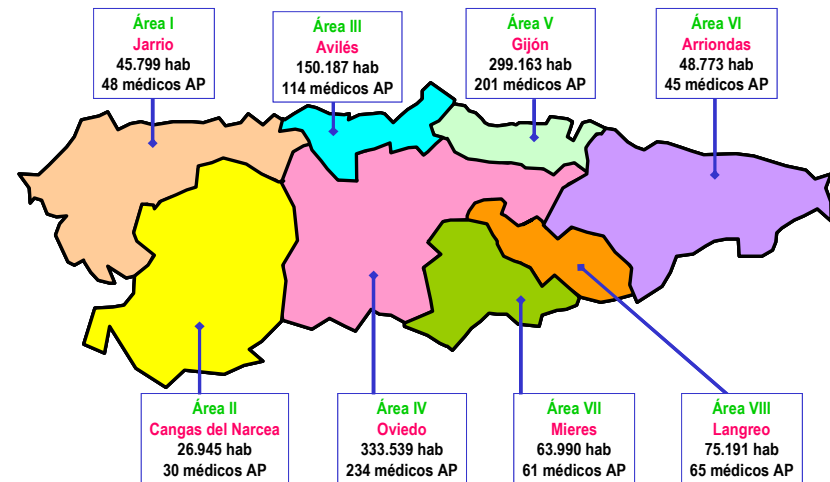 Área I
Jarrio
45.799 hab
48 médicos AP
Área III
Avilés
150.187 hab
114 médicos AP
Área V
Gijón
299.163 hab
201 médicos AP
Área VI
Arriondas
48.773 hab
45 médicos AP
Área II
Cangas del Narcea
26.945 hab
30 médicos AP
Área IV
Oviedo
333.539 hab
234 médicos AP
Área VII
Mieres
63.990 hab
61 médicos AP
Área VIII
Langreo
75.191 hab
65 médicos AP